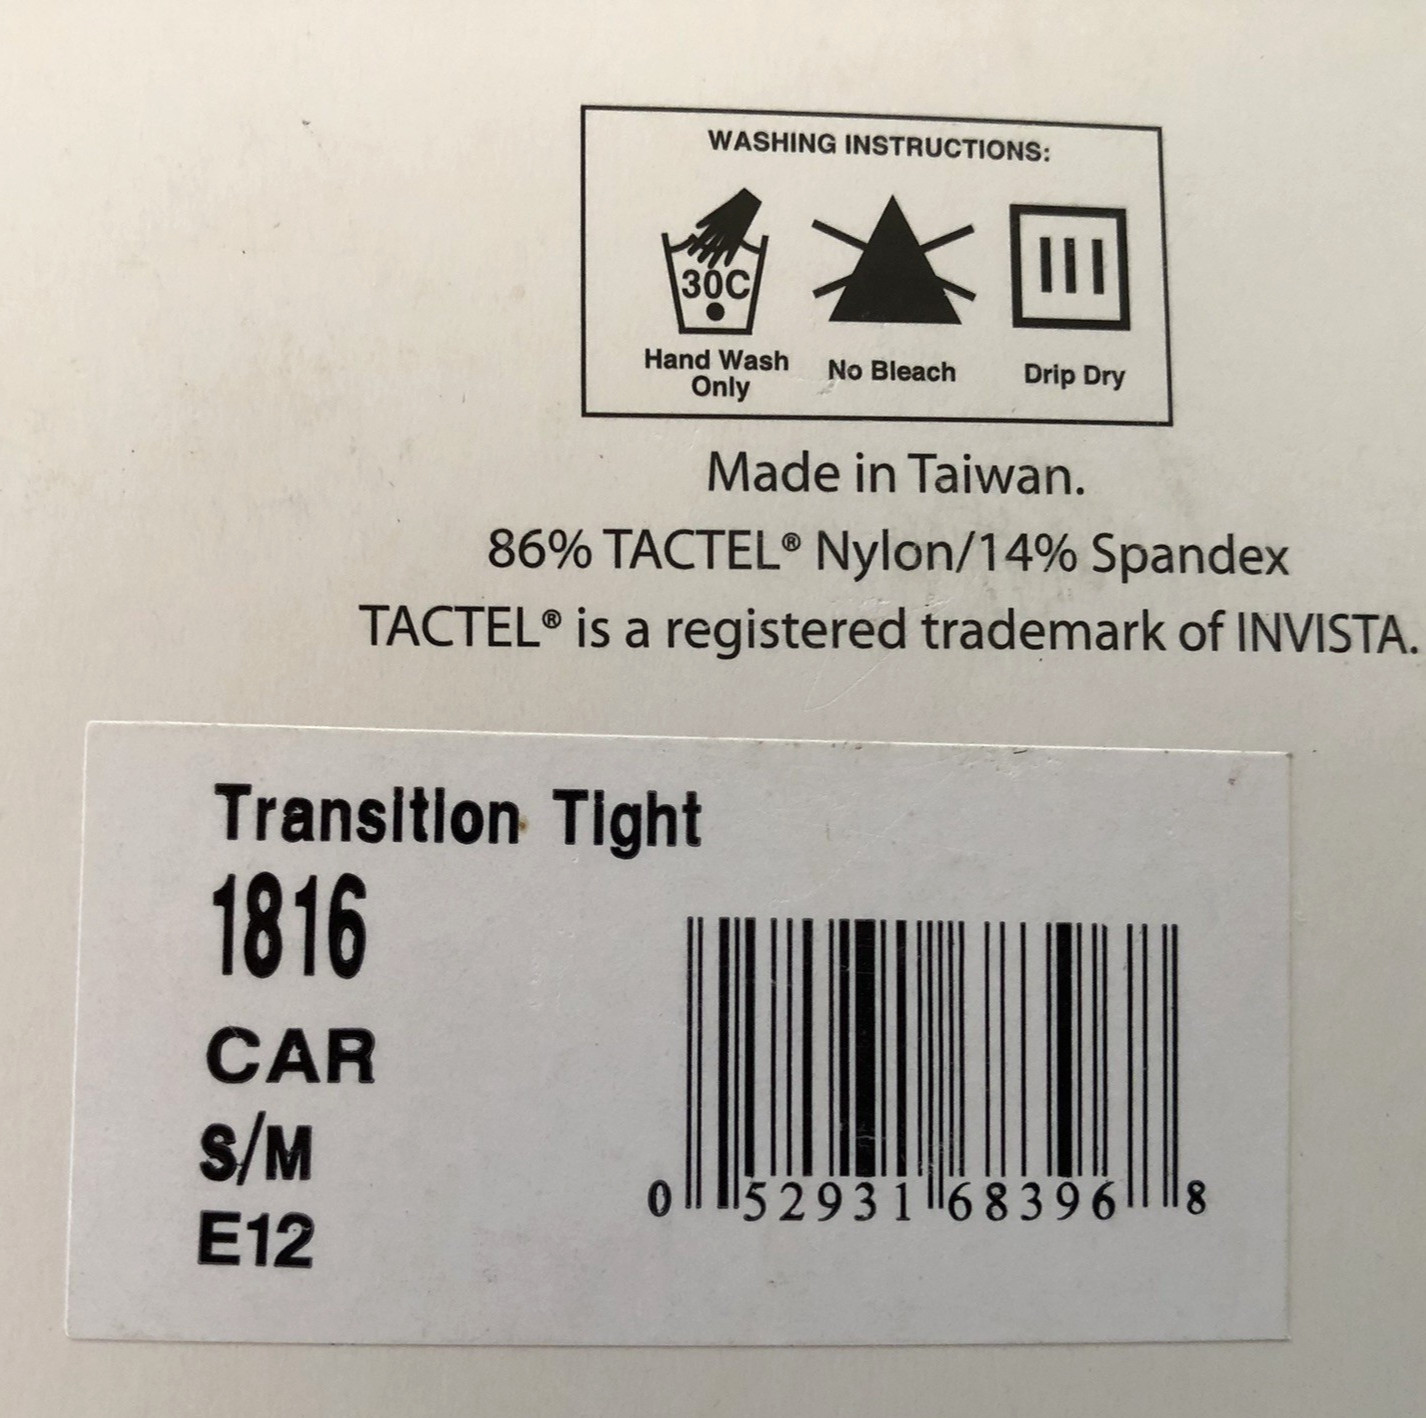 WASHING INSTRUCTIONS:
30C
Hand Wash
Only
No Bleach
Drip Dry
Made in Taiwan.
86% TACTEL® Nylon/14% Spandex
TACTEL® is a registered trademark of INVISTA.
Transition Tight
1816
CAR
S/M
E12
0 52931 68396 8